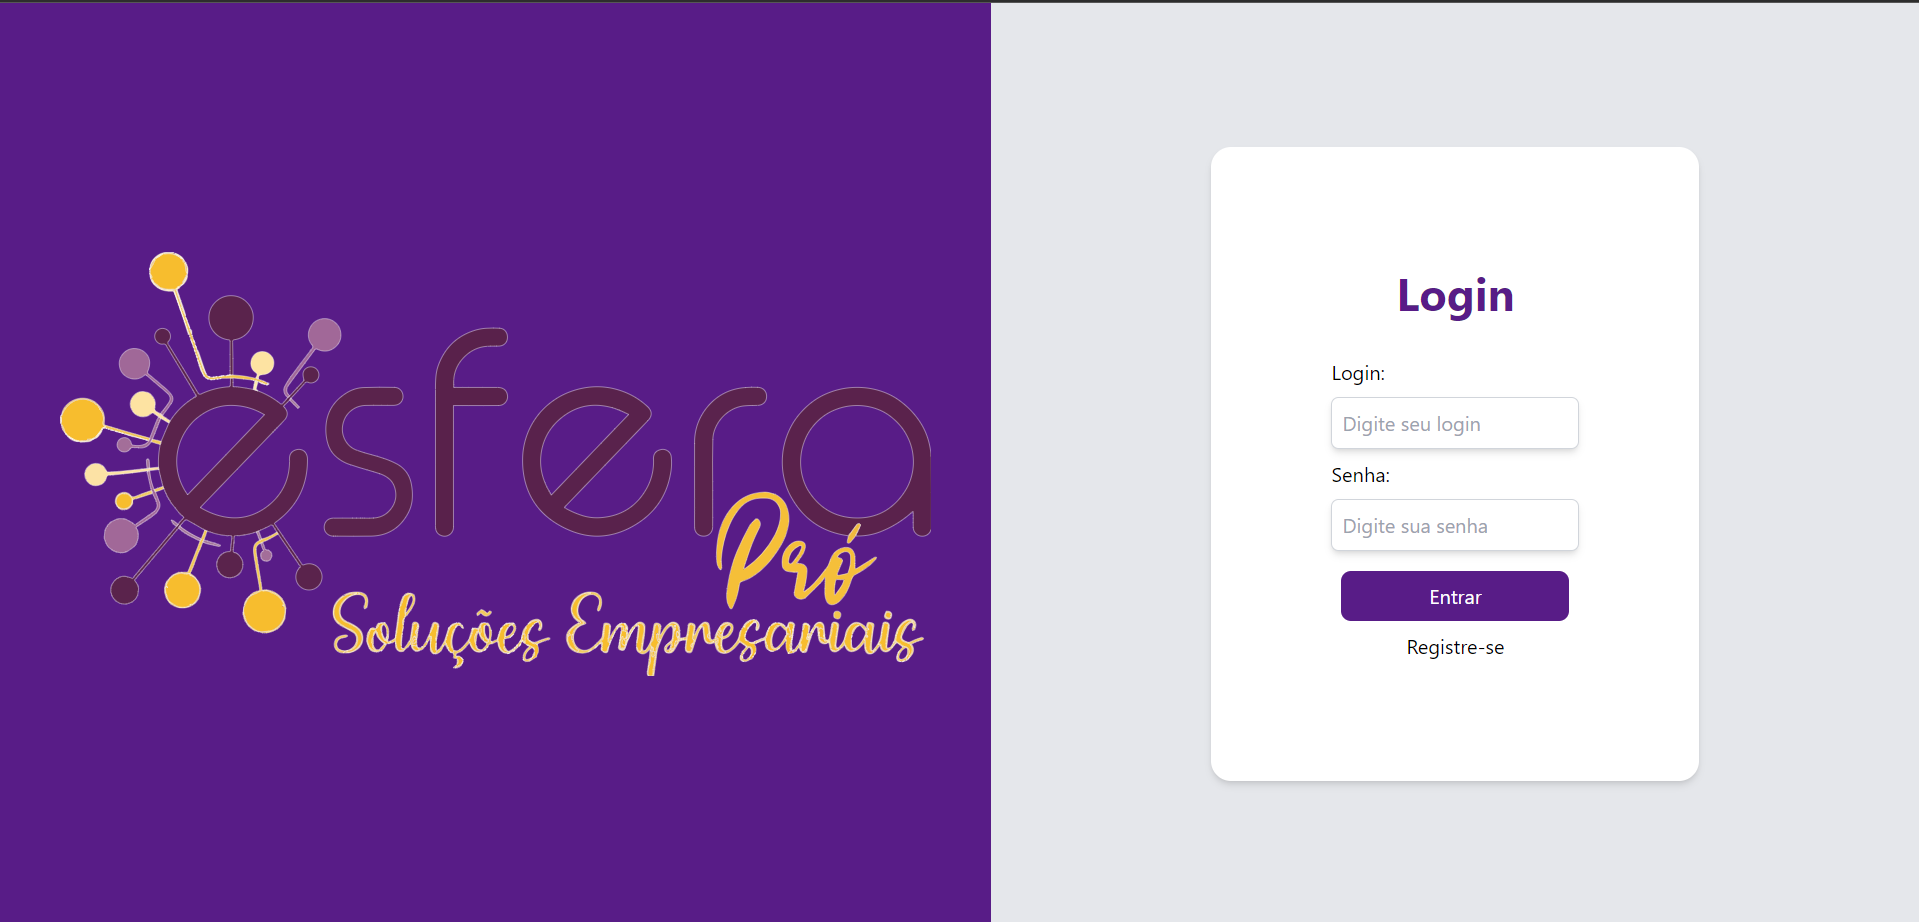 esfera
Pró
Soluções Empresariais
Login
Login:
Digite seu login
Senha:
Digite sua senha
Entrar
Registre-se